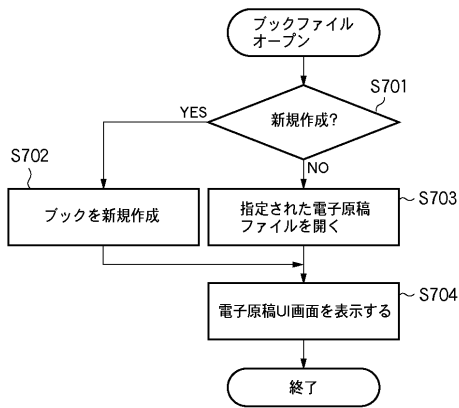 ブックファイル
オープン
S701
新規作成?
YES
NO
S702
ブックを新規作成
S703
指定された電子原稿
ファイルを開く
S704
電子原稿UI画面を表示する
終了